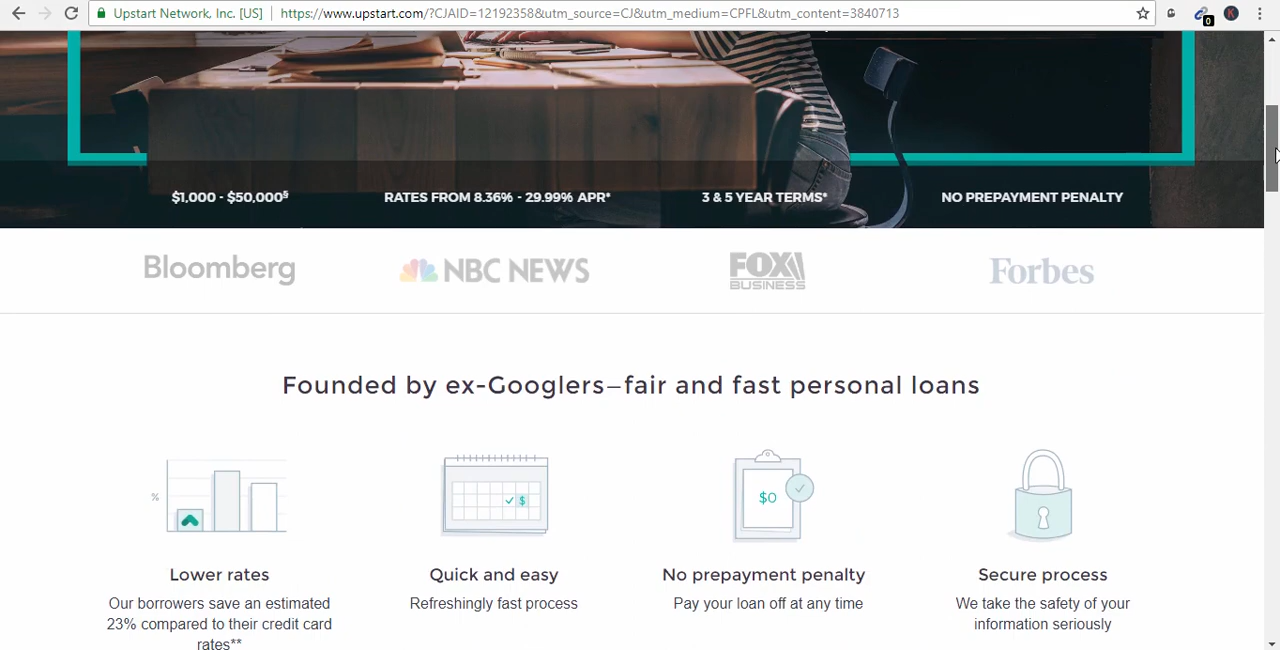 Upstart Network, Inc. [US] https://www.upstart.com/?CJAID=12192358&utm_source=CJ&utm_medium=CPFL&utm_content=3840713
0
K
$1,000 - $50,000§ RATES FROM 8.36% - 29.99% APR* 3 & 5 YEAR TERMS* NO PREPAYMENT PENALTY
Bloomberg NBC NEWS FOX BUSINESS Forbes
Founded by ex-Googlers—fair and fast personal loans
%
$
$0
Lower rates
Our borrowers save an estimated
23% compared to their credit card
rates**
Quick and easy
Refreshingly fast process
No prepayment penalty
Pay your loan off at any time
Secure process
We take the safety of your
information seriously